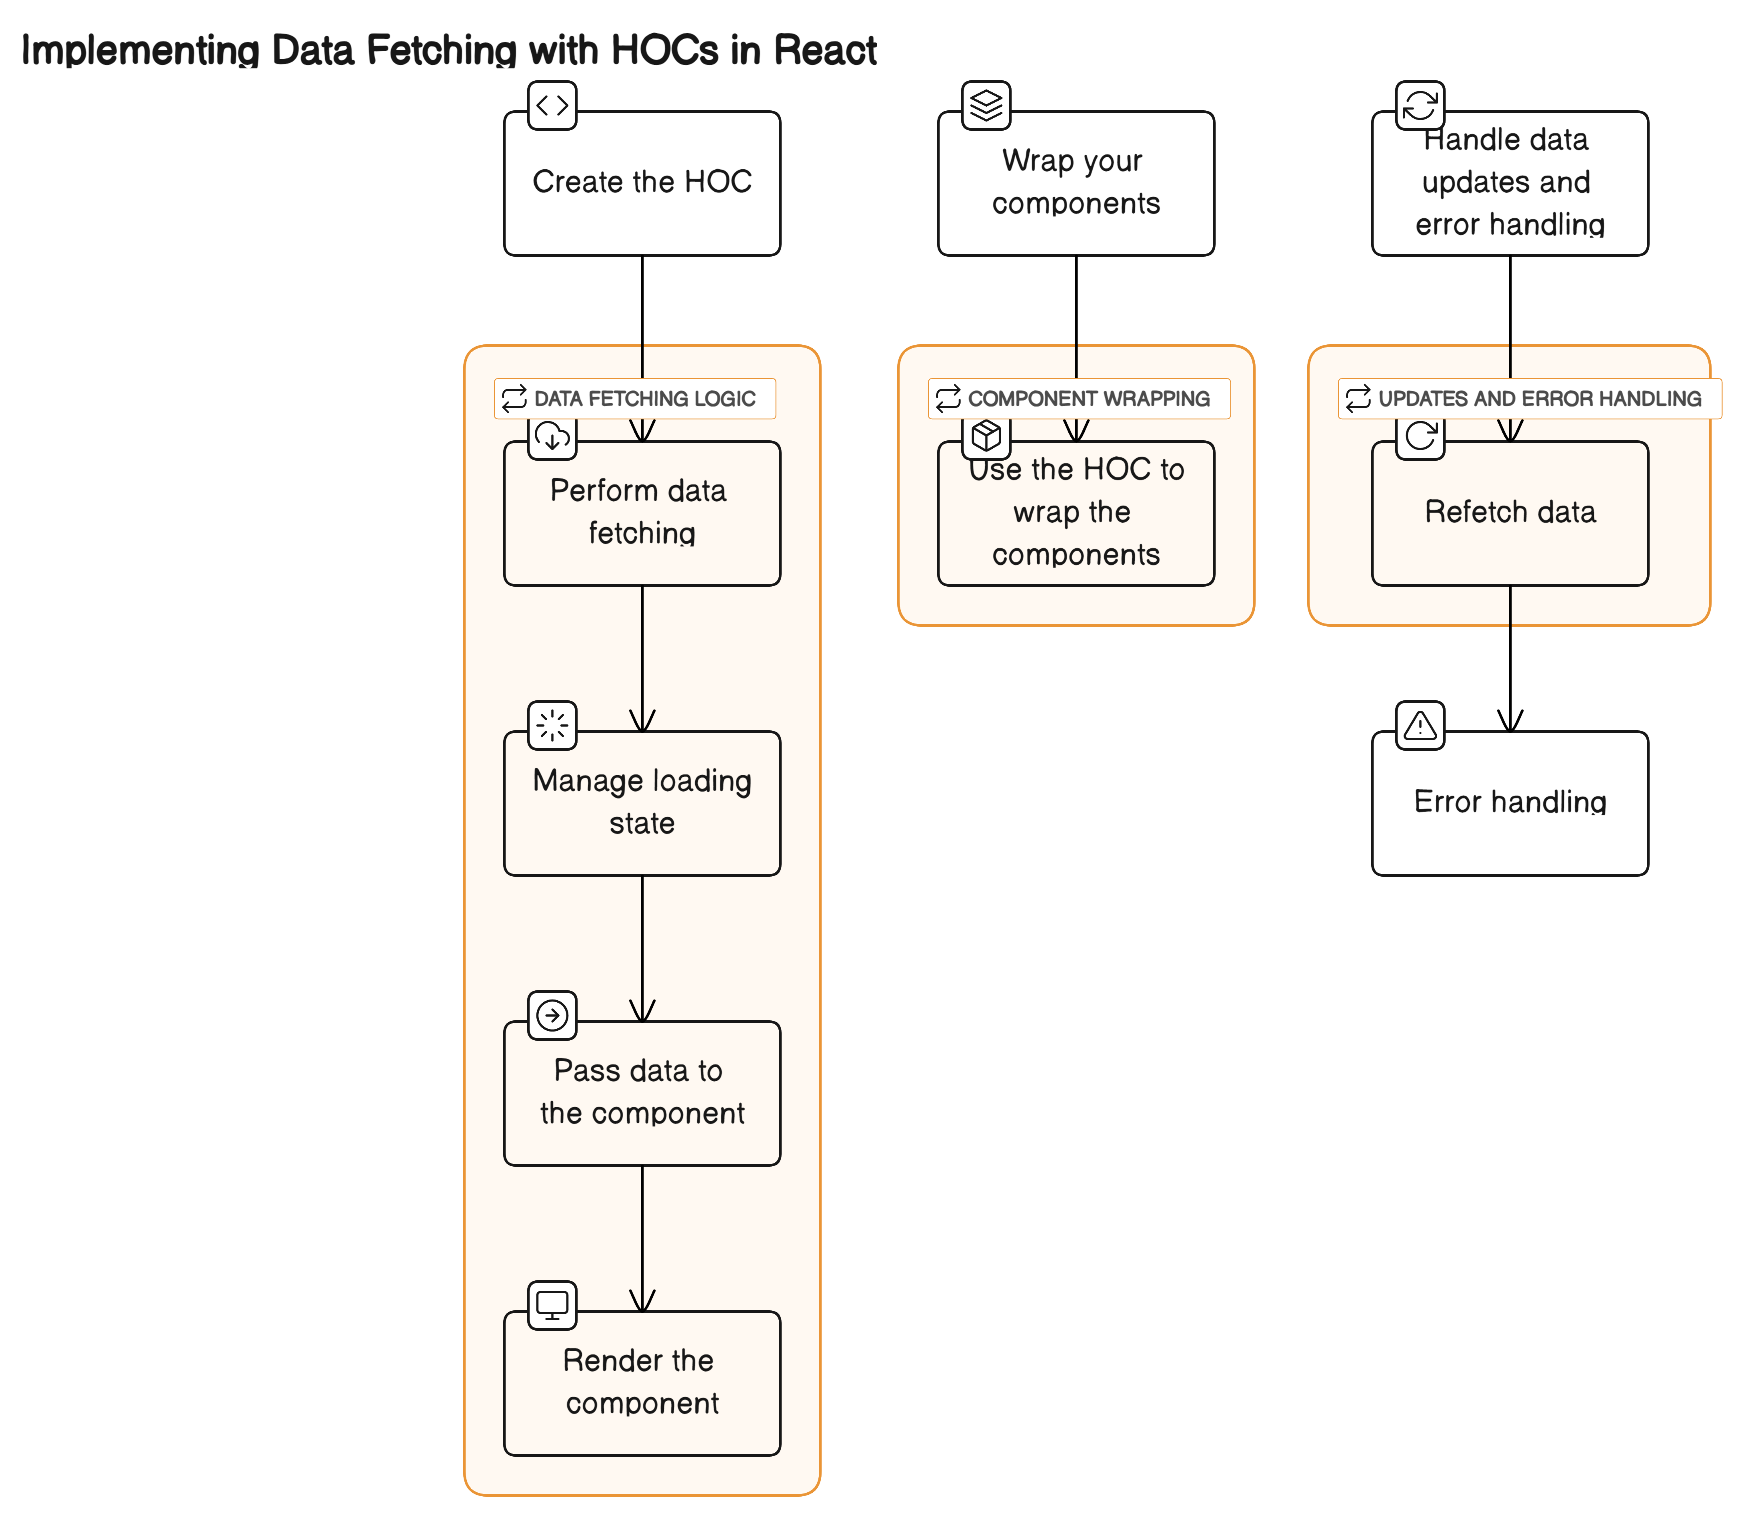 Implementing Data Fetching with HOCs in React
Create the HOC
DATA FETCHING LOGIC
Perform data
fetching
Manage loading
state
Pass data to
the component
Render the
component
Wrap your
components
COMPONENT WRAPPING
Use the HOC to
wrap the
components
Handle data
updates and
error handling
UPDATES AND ERROR HANDLING
Refetch data
Error handling